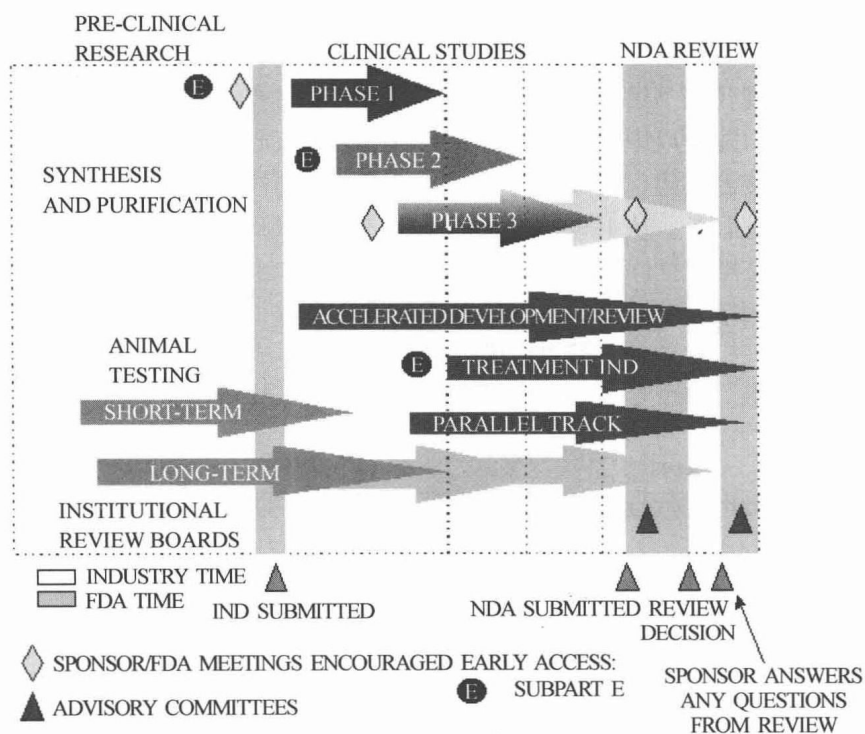 PRE-CLINICAL
RESEARCH
CLINICAL STUDIES
NDA REVIEW
E
PHASE 1
E
PHASE 2
SYNTHESIS
AND PURIFICATION
PHASE 3
ACCELERATED DEVELOPMENT/REVIEW
ANIMAL
TESTING
E
TREATMENT IND
SHORT-TERM
PARALLEL TRACK
LONG-TERM
INSTITUTIONAL
REVIEW BOARDS
INDUSTRY TIME
FDA TIME
IND SUBMITTED
NDA SUBMITTED
REVIEW
DECISION
SPONSOR/FDA MEETINGS ENCOURAGED
EARLY ACCESS:
E
SUBPART E
ADVISORY COMMITTEES
SPONSOR ANSWERS
ANY QUESTIONS
FROM REVIEW